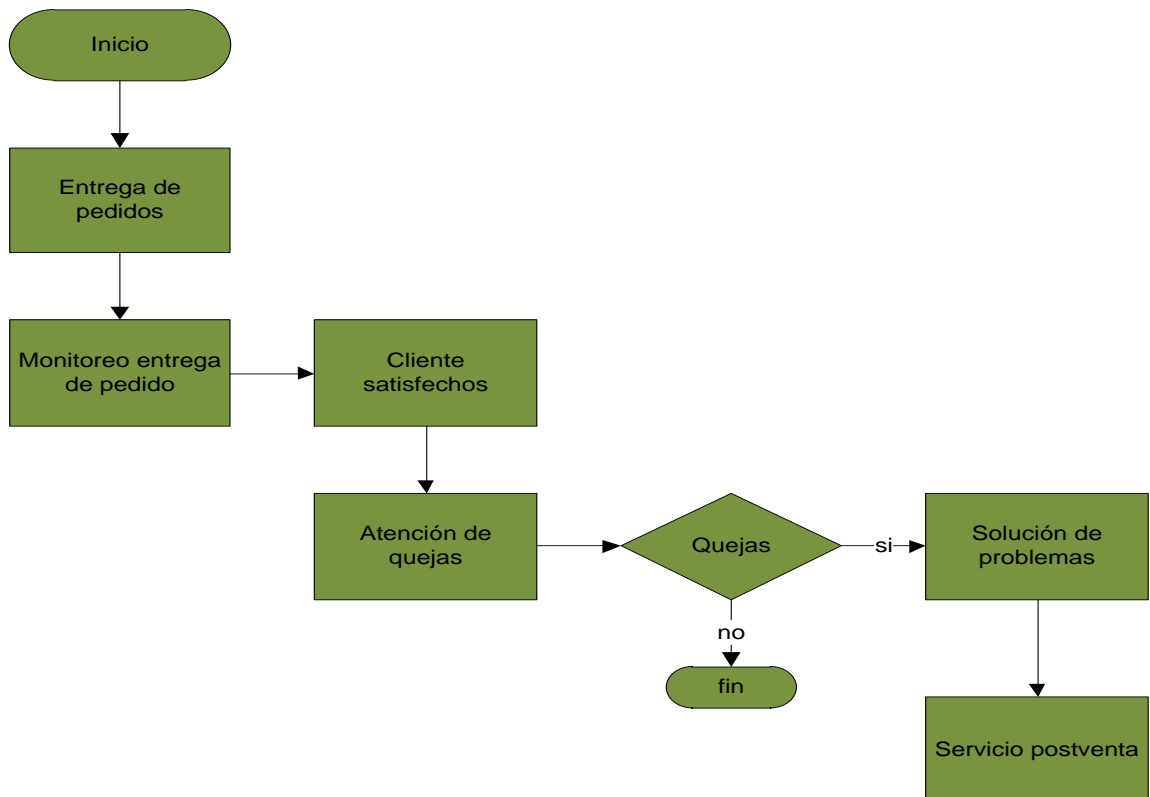 Inicio
Entrega de
pedidos
Monitoreo entrega
de pedido
Cliente
satisfechos
Atención de
quejas
Quejas
si
Solución de
problemas
no
fin
Servicio postventa